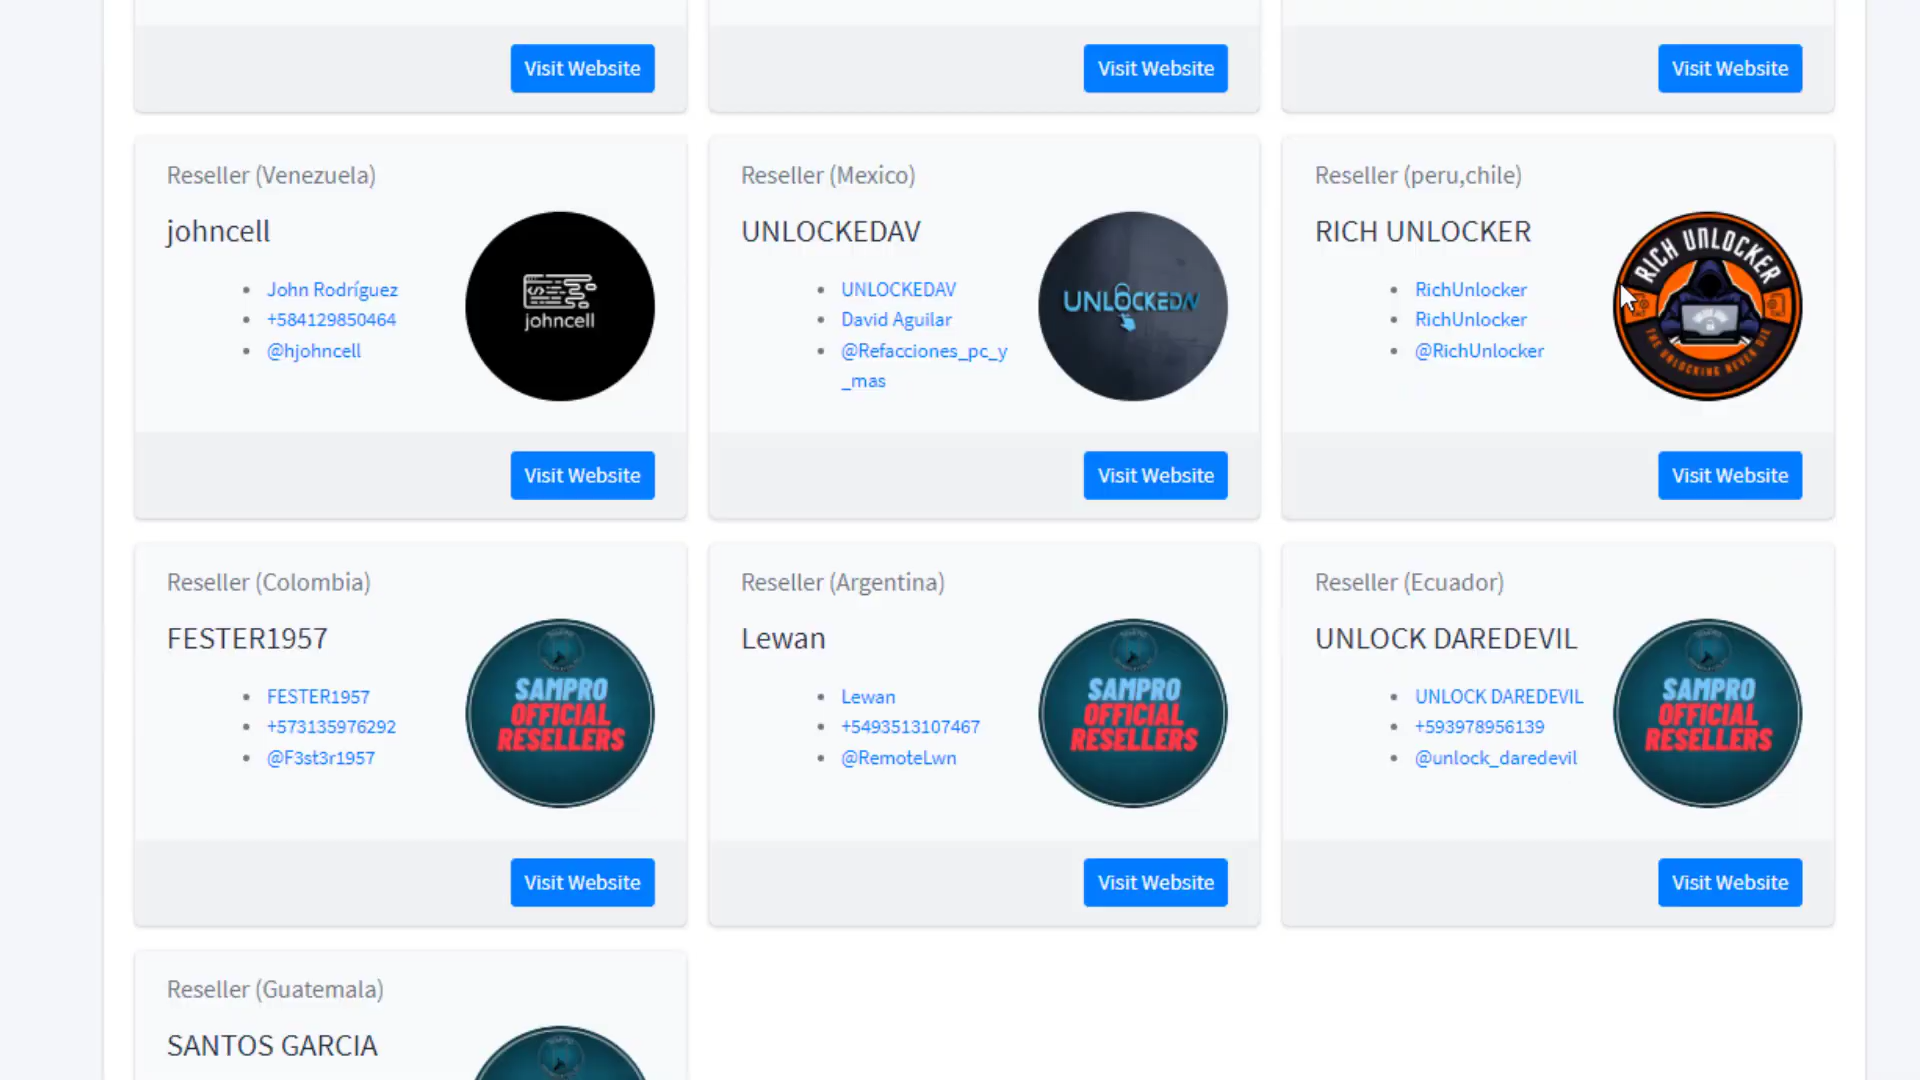 Visit Website
Visit Website
Visit Website
Reseller (Venezuela)
johncell
John Rodríguez
+584129850464
@hjohncell
johncell
Visit Website
Reseller (Mexico)
UNLOCKEDAV
UNLOCKEDAV
David Aguilar
@Refacciones_pc_y
_mas
UNLOCKEDAV
Visit Website
Reseller (peru,chile)
RICH UNLOCKER
RichUnlocker
RichUnlocker
@RichUnlocker
RICH UNLOCKER
THE UNLOCKING NEVER DIE
Visit Website
Reseller (Colombia)
FESTER1957
FESTER1957
+573135976292
@F3st3r1957
SAMPRO
OFFICIAL
RESELLERS
Visit Website
Reseller (Argentina)
Lewan
Lewan
+5493513107467
@RemoteLwn
SAMPRO
OFFICIAL
RESELLERS
Visit Website
Reseller (Ecuador)
UNLOCK DAREDEVIL
UNLOCK DAREDEVIL
+593978956139
@unlock_daredevil
SAMPRO
OFFICIAL
RESELLERS
Visit Website
Reseller (Guatemala)
SANTOS GARCIA